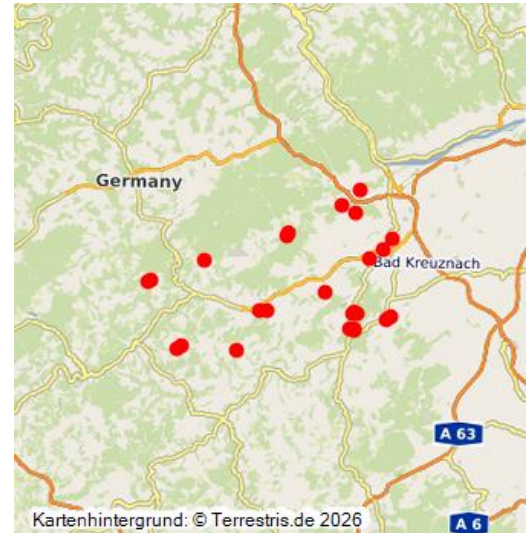 Germany
Bad Kreuznach
A 63
A 6
Kartenhintergrund: © Terrestris.de 2026